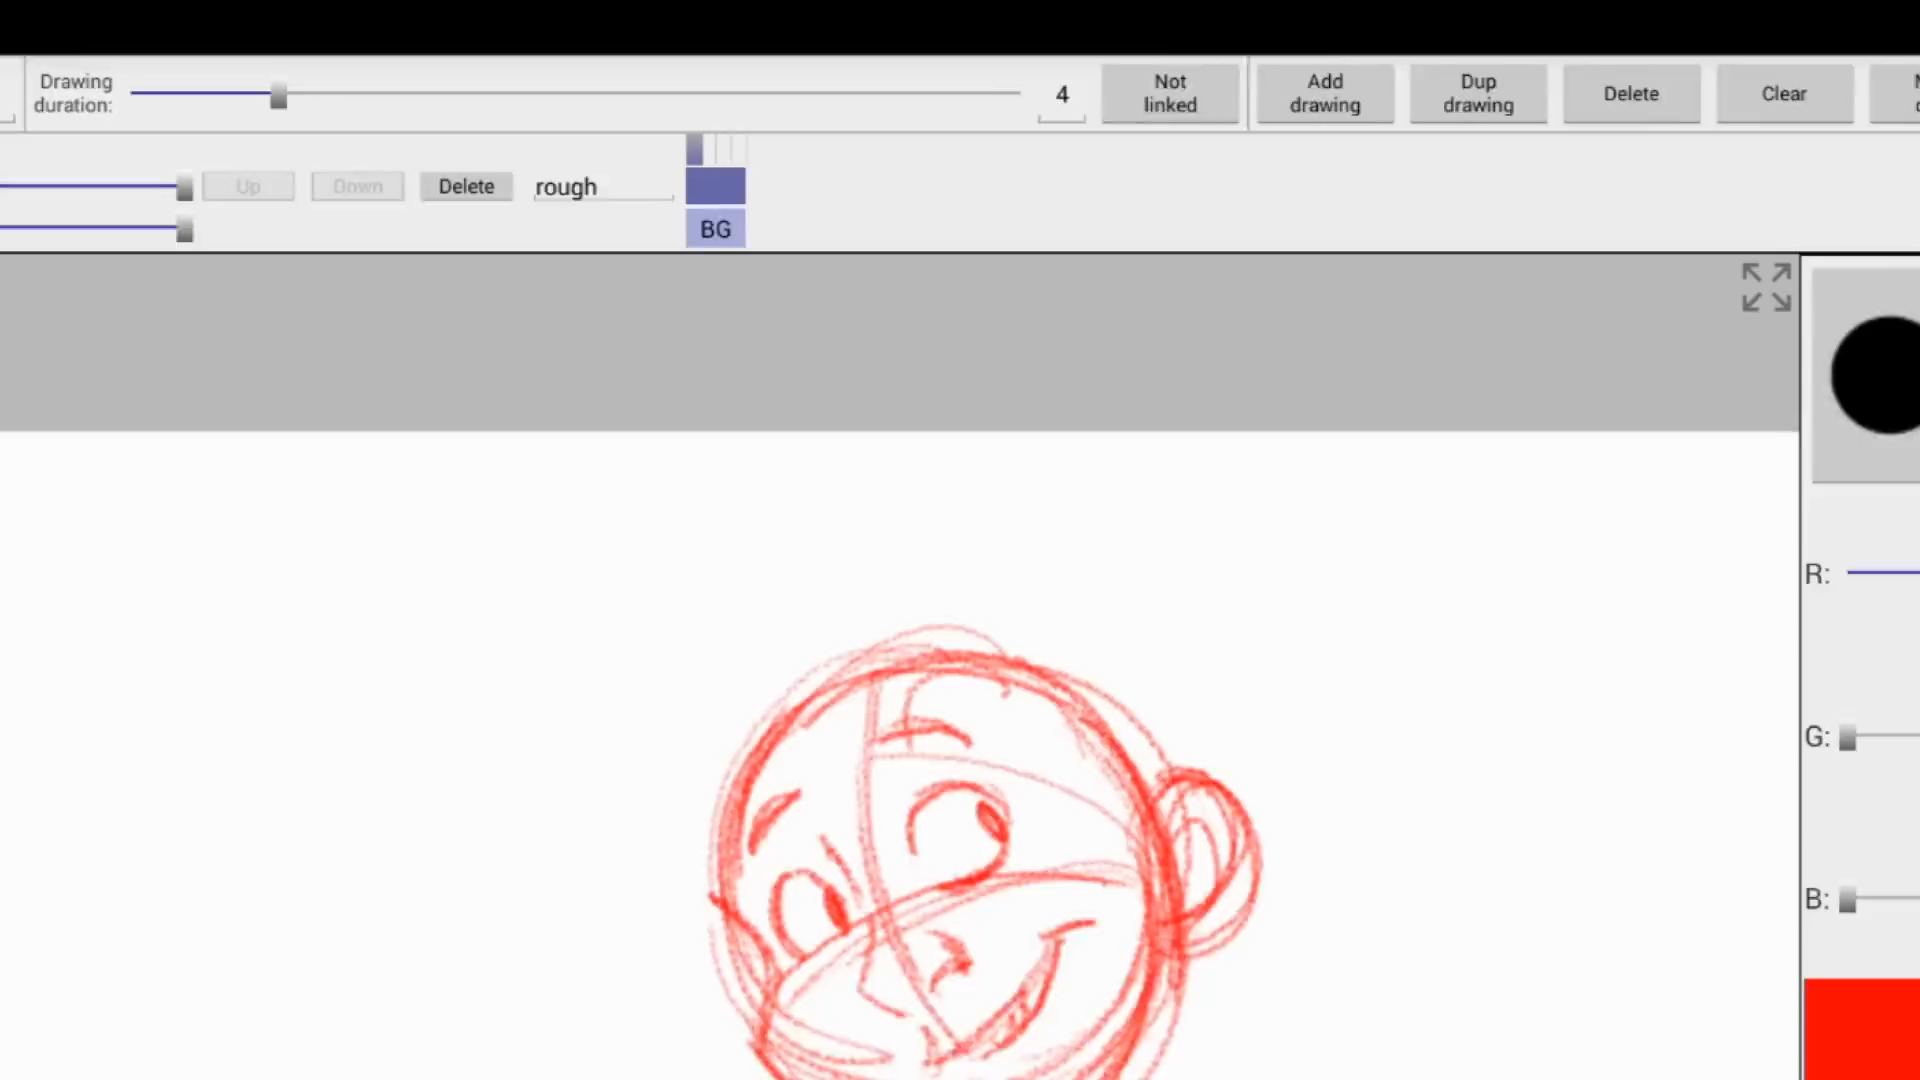 Drawing
duration:
4
Not
linked
Add
drawing
Dup
drawing
Delete
Clear
Up
Down
Delete
rough
BG
R:
G:
B: